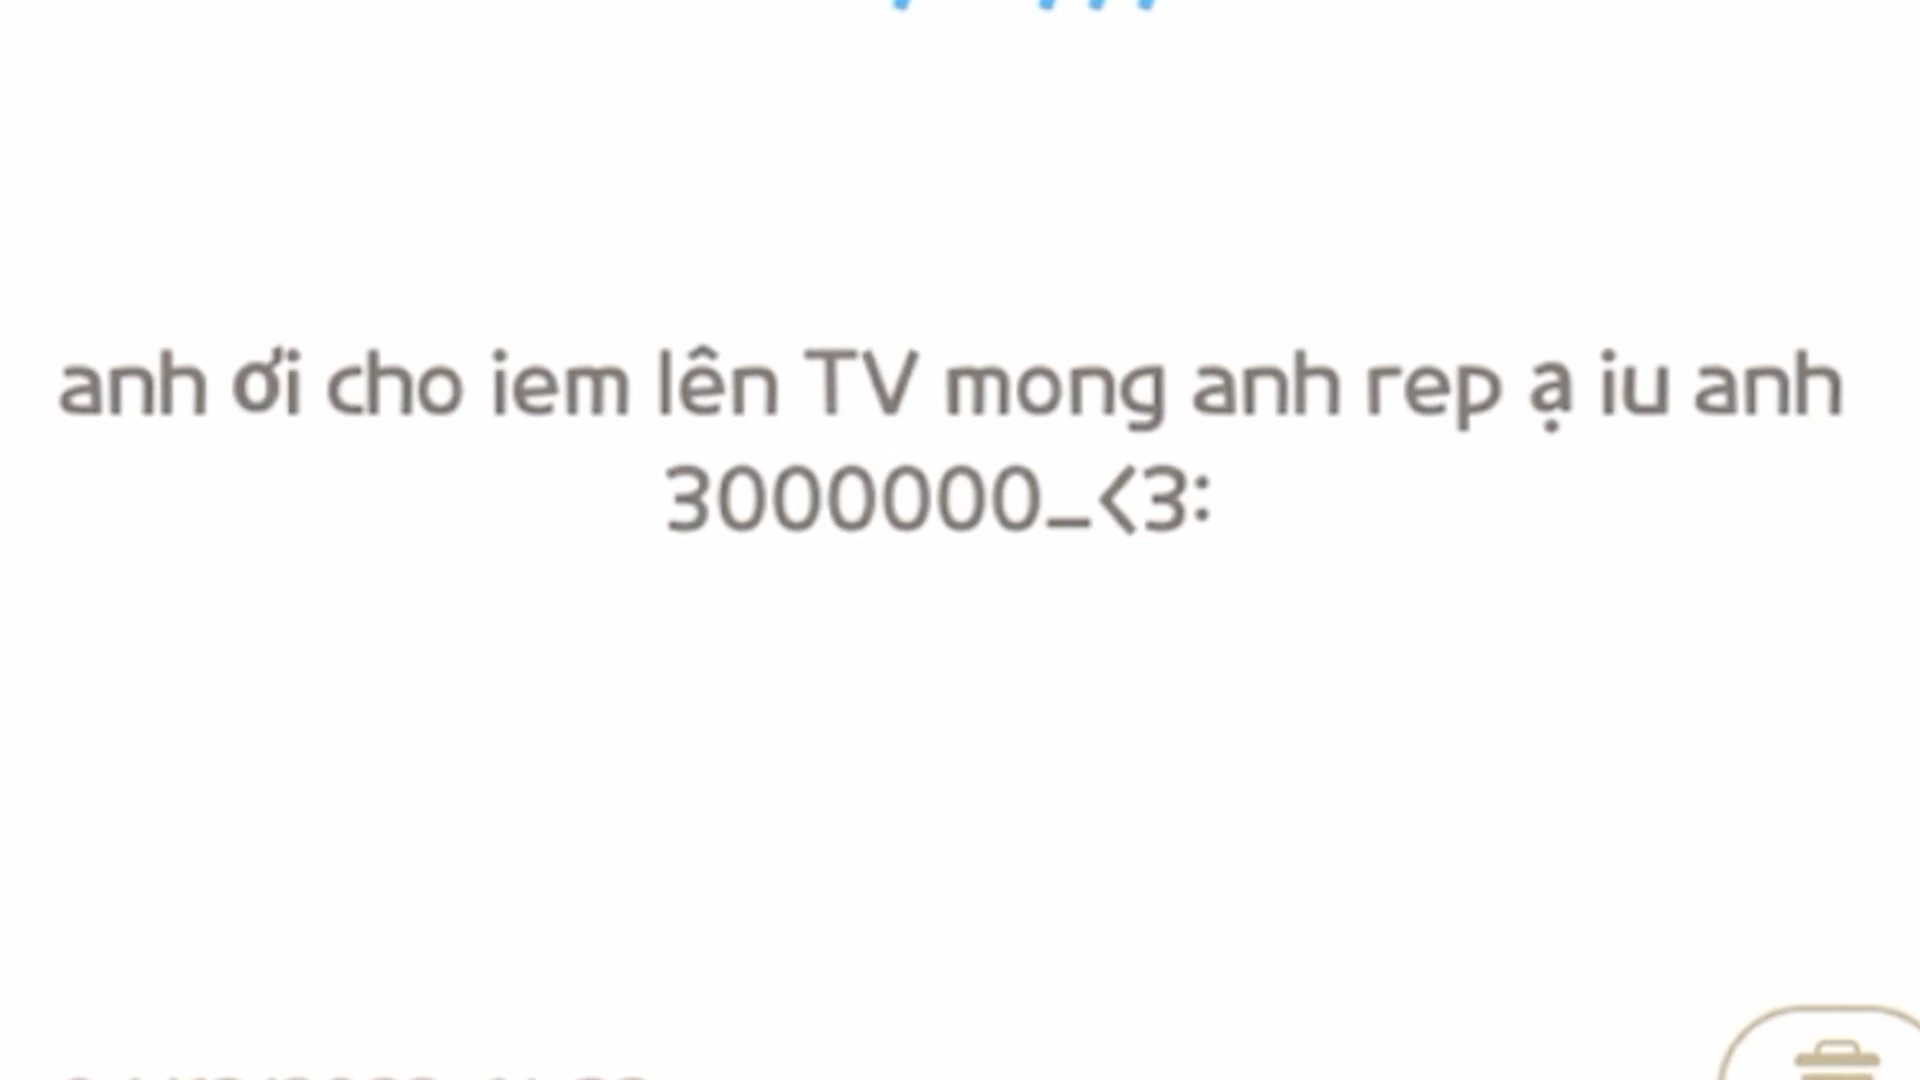 anh ơi cho iem lên TV mong anh rep ạ iu anh
3000000_<3: